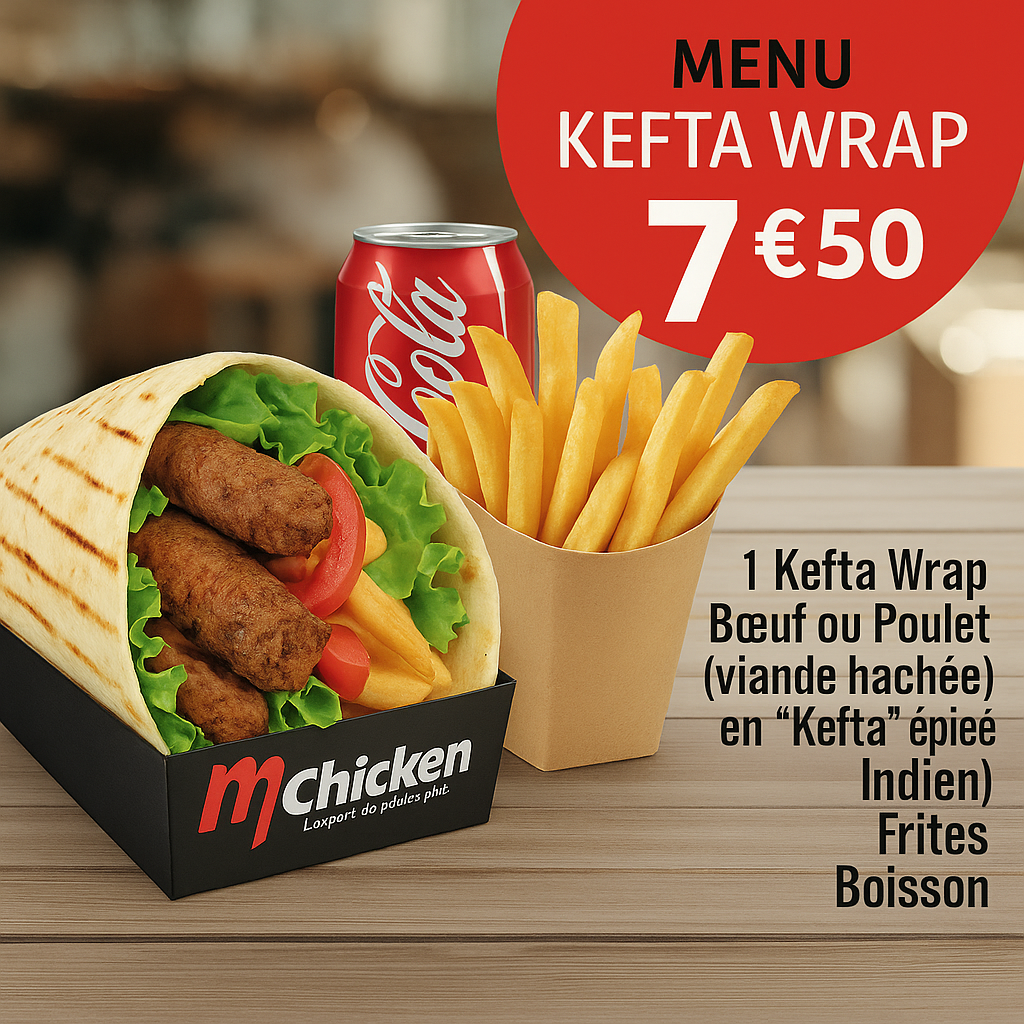 MENU
KEFTA WRAP
7€50
Cola
1 Kefta Wrap
Bœuf ou Poulet
(viande hachée)
en “Kefta” épieé
Indien)
Frites
Boisson
mchicken
Loxport do pdules phit.